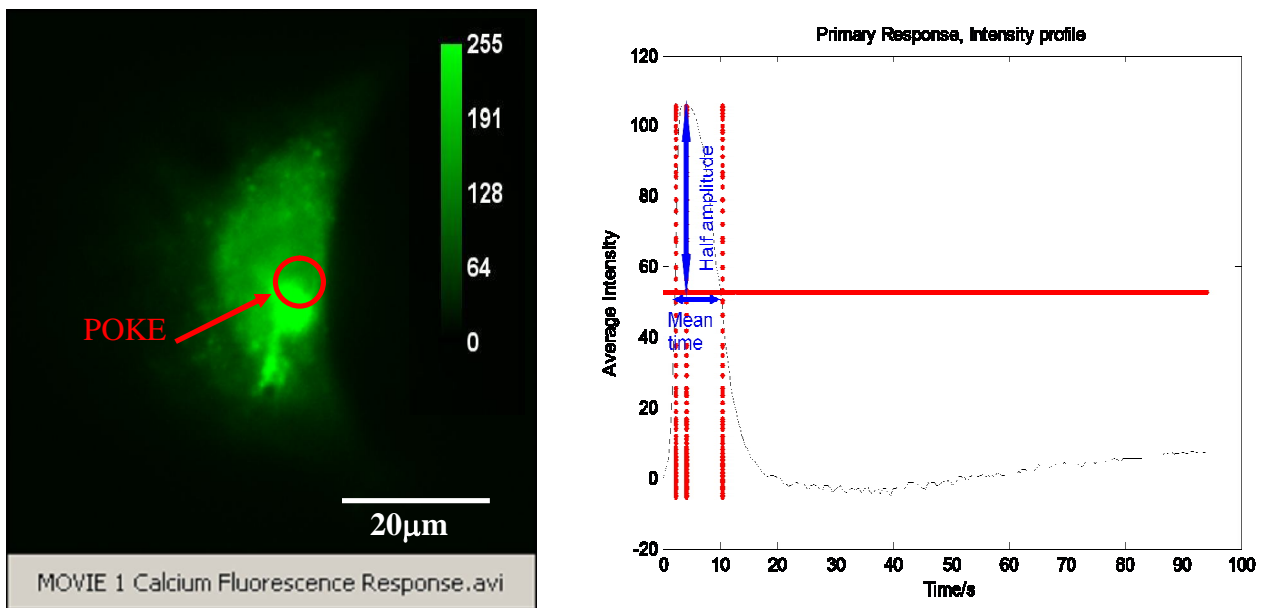 255
191
128
64
0
POKE
20µm
MOVIE 1 Calcium Fluorescence Response.avi
Primary Response, Intensity profile
120
100
80
60
40
20
0
-20
Average Intensity
Half amplitude
Mean
time
0 10 20 30 40 50 60 70 80 90 100
Time/s